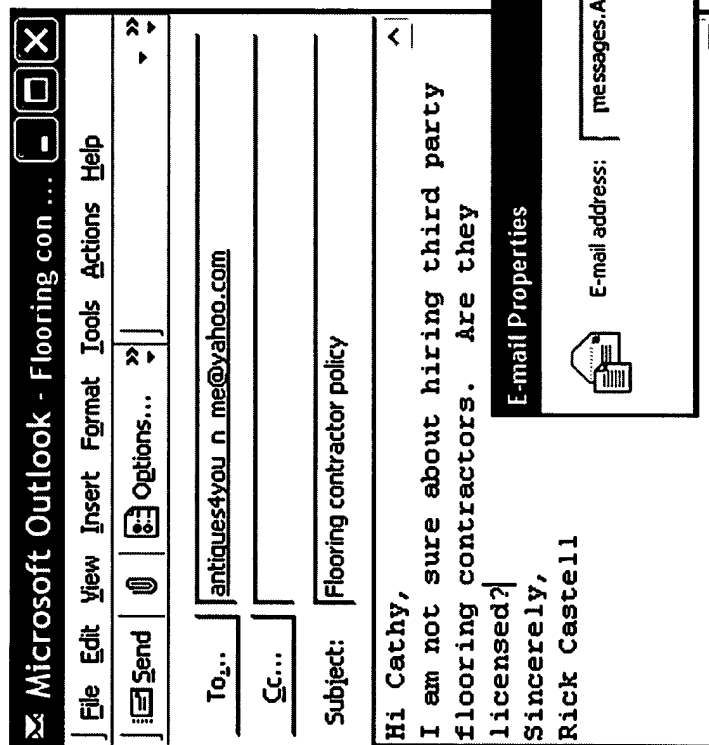 Microsoft Outlook - Flooring con ...
File Edit View Insert Format Tools Actions Help
Send Options...
To... antiques4you n me@yahoo.com
Cc...
Subject: Flooring contractor policy
Hi Cathy,
I am not sure about hiring third party
flooring contractors. Are they
licensed?
Sincerely,
Rick Castell
E-mail Properties
E-mail address: messages.A